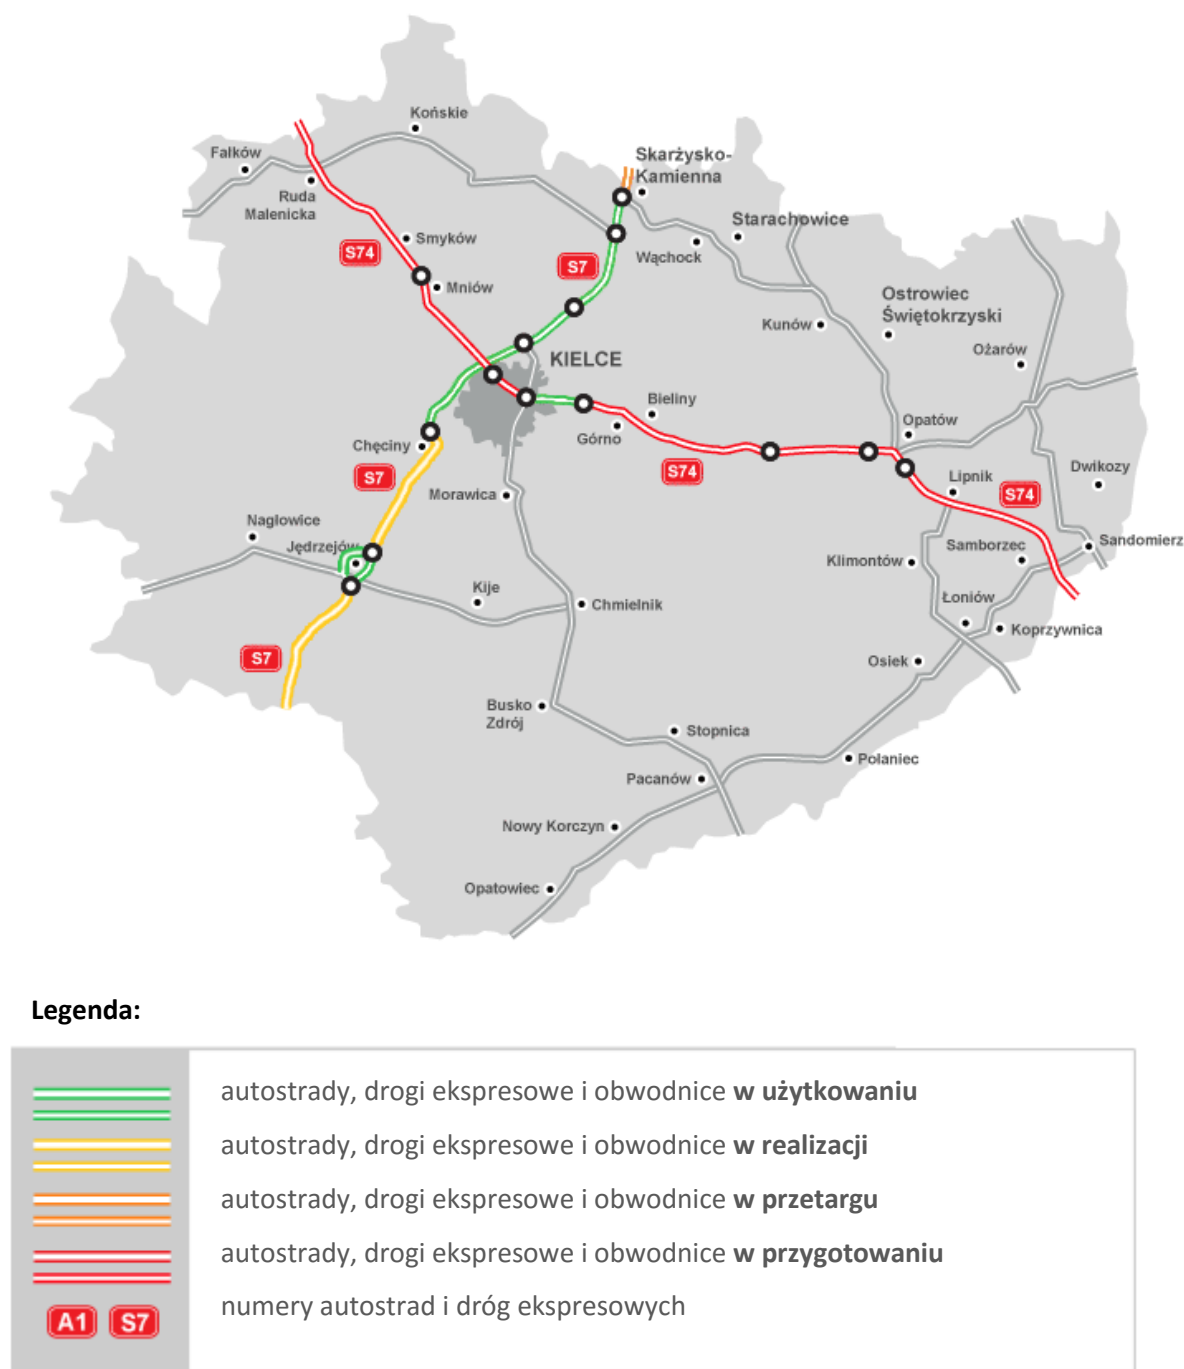 Końskie
Fałków
Skarżysko-
Kamienna
Ruda
Malenicka
Starachowice
Smyków
S74
Wąchock
S7
Mniów
Ostrowiec
Świętokrzyski
Kunów
KIELCE
Ożarów
Bieliny
Opatów
Górno
Chęciny
S7
S74
Dwikozy
Lipnik
S74
Morawica
Nagłowice
Jędrzejów
Sandomierz
Samborzec
Klimontów
Kije
Chmielnik
Łoniów
Koprzywnica
S7
Osiek
Busko
Zdrój
Stopnica
Połaniec
Pacanów
Nowy Korczyn
Opatowiec
Legenda:
autostrady, drogi ekspresowe i obwodnice w użytkowaniu
autostrady, drogi ekspresowe i obwodnice w realizacji
autostrady, drogi ekspresowe i obwodnice w przetargu
autostrady, drogi ekspresowe i obwodnice w przygotowaniu
A1 S7 numery autostrad i dróg ekspresowych